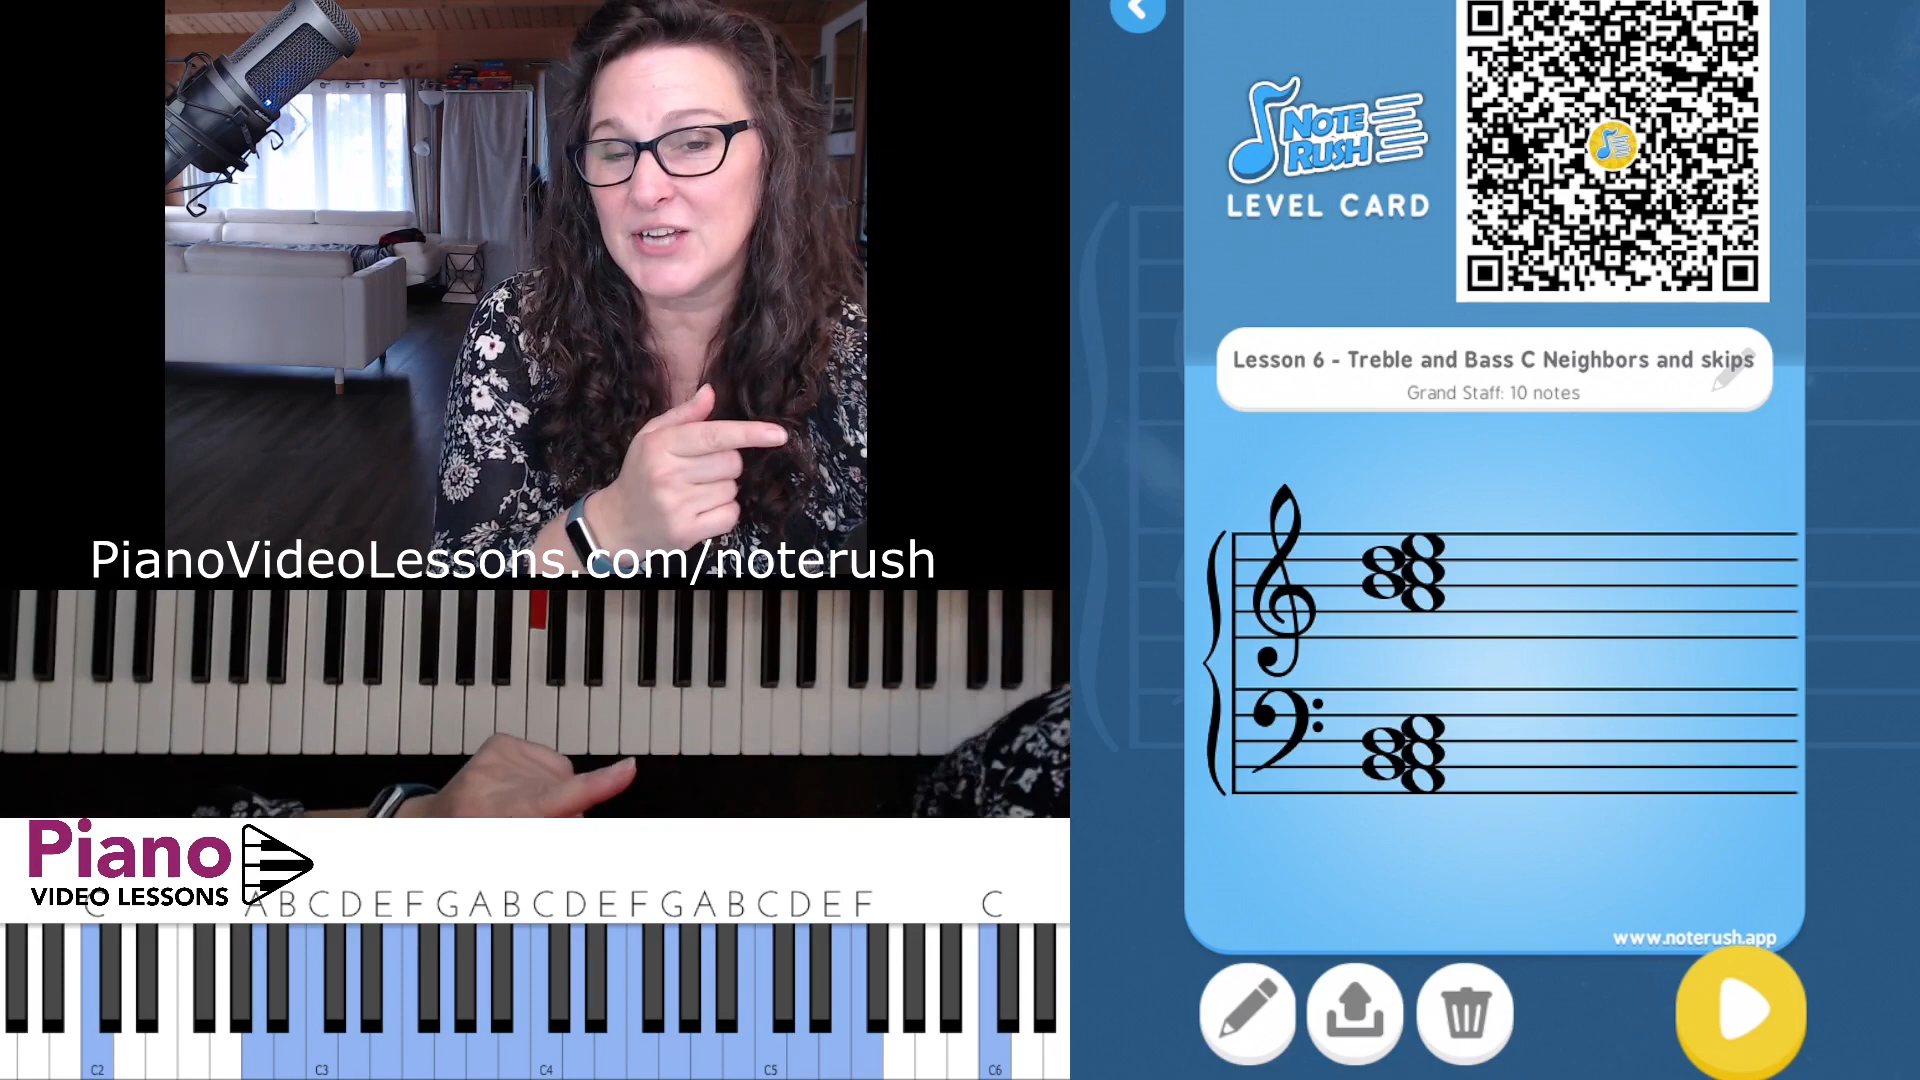 NOTE
RUSH
LEVEL CARD
Lesson 6 - Treble and Bass C Neighbors and skips
Grand Staff: 10 notes
PianoVideoLessons.com/noterush
Piano
VIDEO LESSONS
C A B C D E F G A B C D E F G A B C D E F C
www.noterush.app
C2 C3 C4 C5 C6